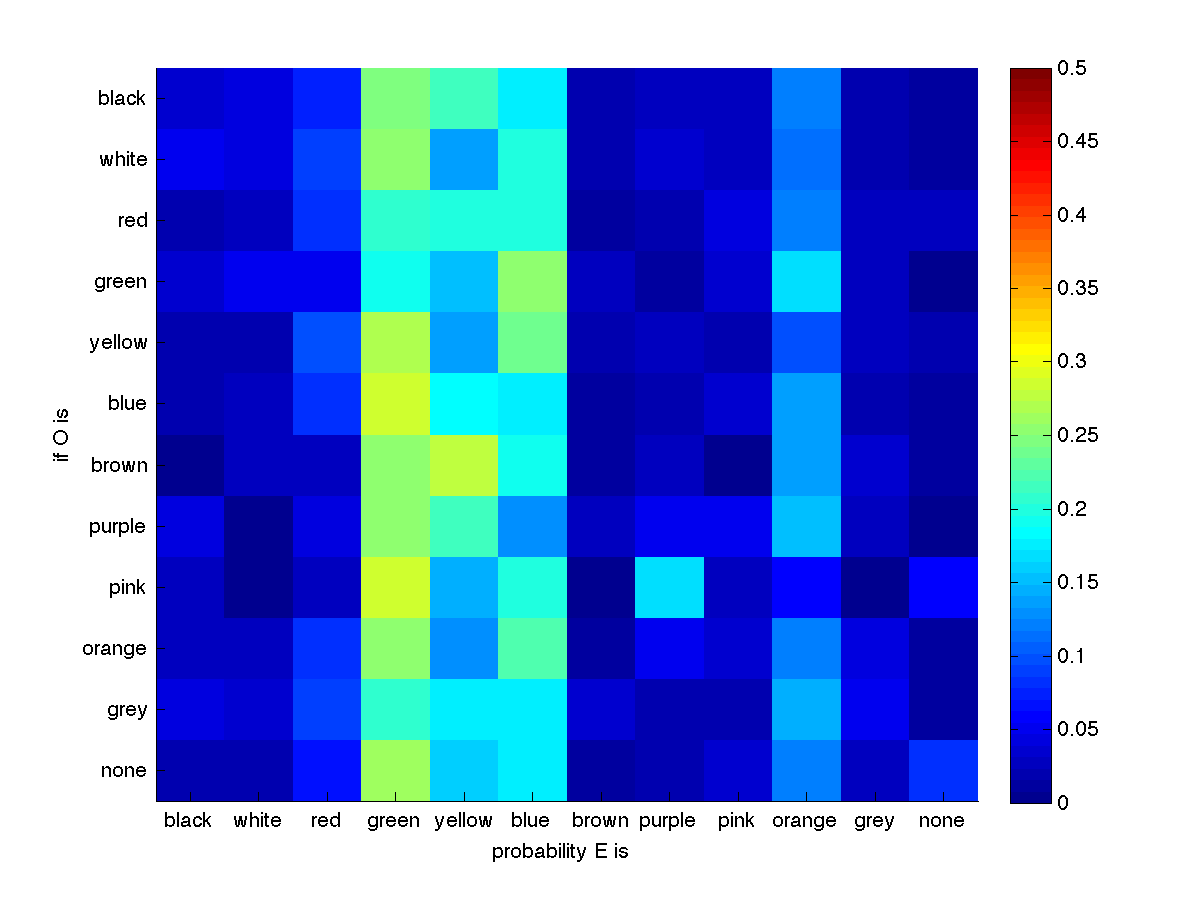 black
white
red
green
yellow
blue
brown
purple
pink
orange
grey
none
if O is
black white red green yellow blue brown purple pink orange grey none
probability E is
0.5
0.45
0.4
0.35
0.3
0.25
0.2
0.15
0.1
0.05
0